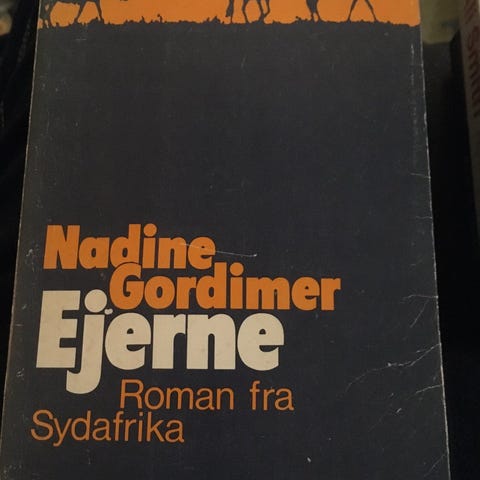 Nadine
Gordimer
Ejerne
Roman fra
Sydafrika